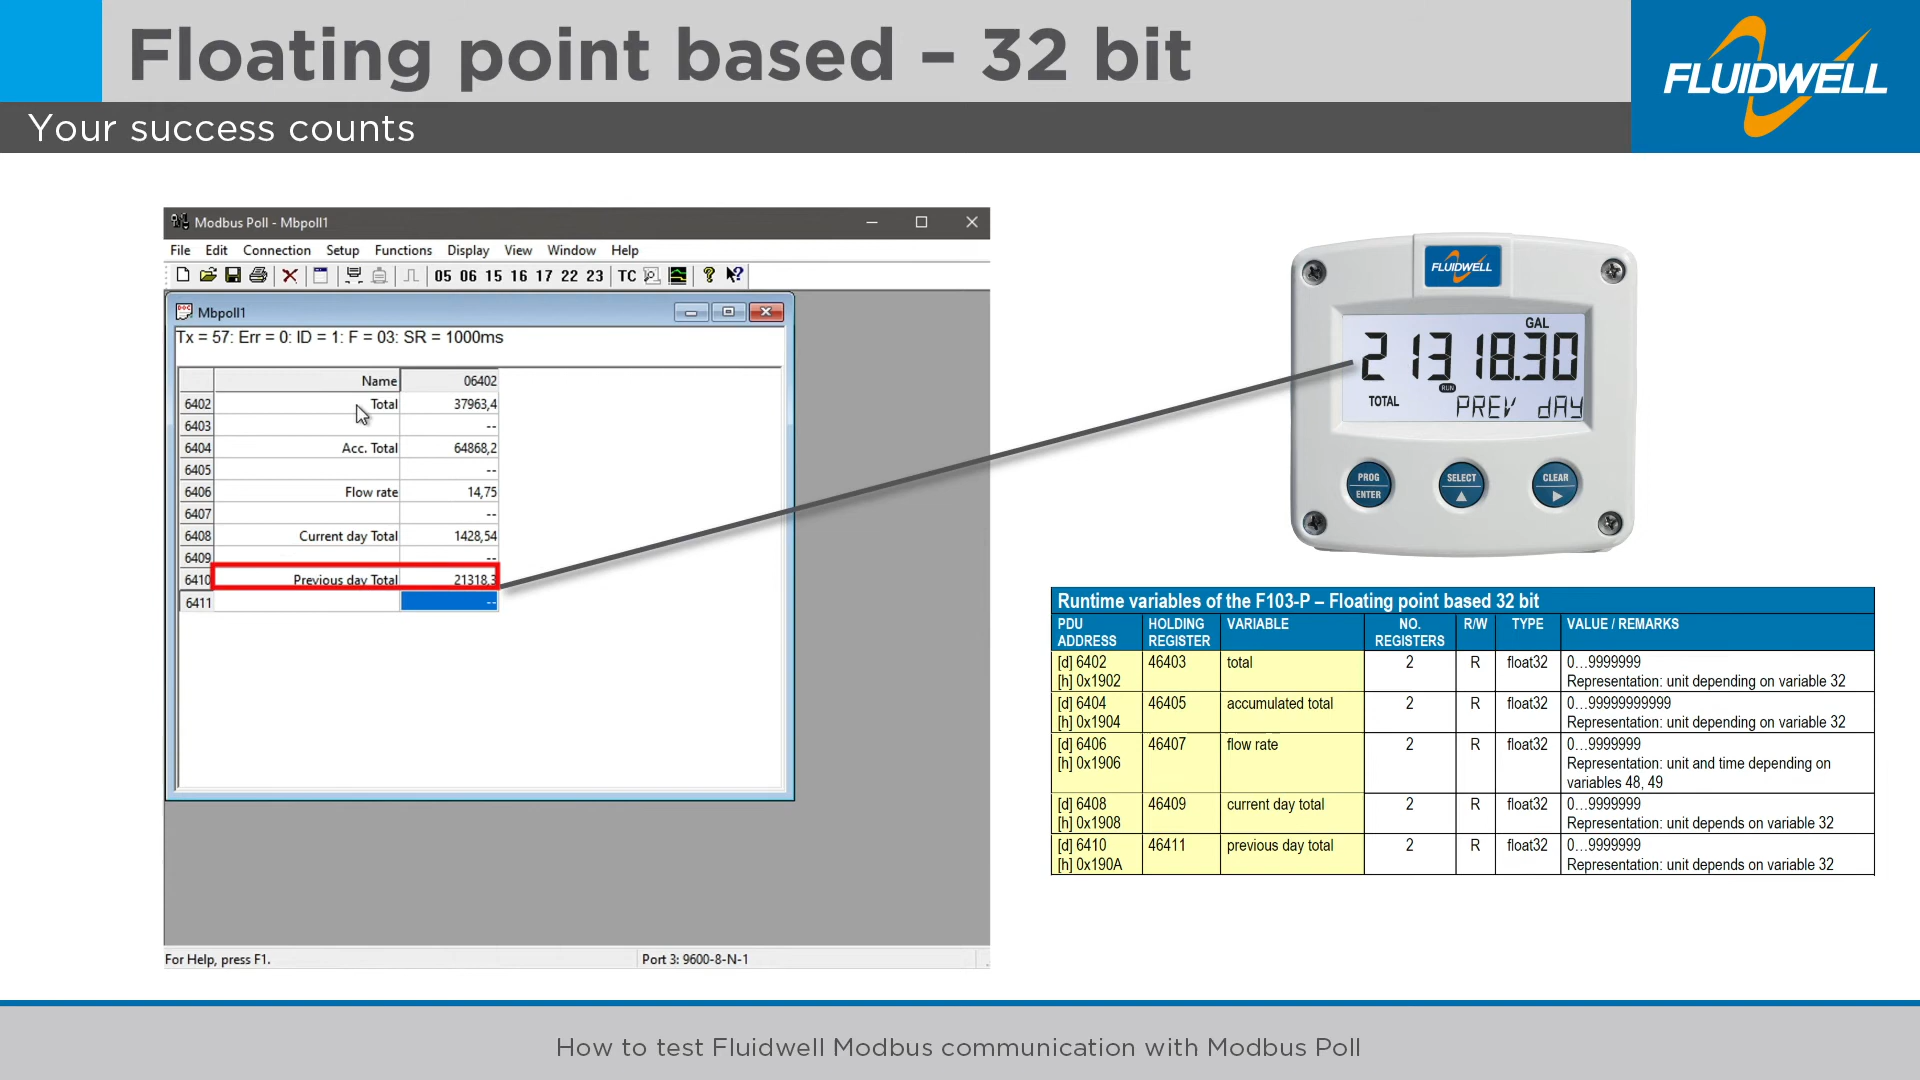 Floating point based – 32 bit
FLUIDWELL
Your success counts
Modbus Poll - Mbpoll1
File Edit Connection Setup Functions Display View Window Help
05 06 15 16 17 22 23 TC
Mbpoll1
Tx = 57: Err = 0: ID = 1: F = 03: SR = 1000ms
Name 06402
6402 Total 37963,4
6403 --
6404 Acc. Total 64868,2
6405 --
6406 Flow rate 14,75
6407 --
6408 Current day Total 1428,54
6409 --
6410 Previous day Total 21318,3
6411 --
For Help, press F1. Port 3: 9600-8-N-1
FLUIDWELL
GAL
21318.30
RUN
TOTAL PREV dAY
PROG
ENTER
SELECT
CLEAR
Runtime variables of the F103-P – Floating point based 32 bit
PDU ADDRESS HOLDING REGISTER VARIABLE NO. REGISTERS R/W TYPE VALUE / REMARKS
[d] 6402 46403 total 2 R float32 0…9999999
[h] 0x1902 Representation: unit depending on variable 32
[d] 6404 46405 accumulated total 2 R float32 0…99999999999
[h] 0x1904 Representation: unit depending on variable 32
[d] 6406 46407 flow rate 2 R float32 0…9999999
[h] 0x1906 Representation: unit and time depending on
variables 48, 49
[d] 6408 46409 current day total 2 R float32 0…9999999
[h] 0x1908 Representation: unit depends on variable 32
[d] 6410 46411 previous day total 2 R float32 0…9999999
[h] 0x190A Representation: unit depends on variable 32
How to test Fluidwell Modbus communication with Modbus Poll